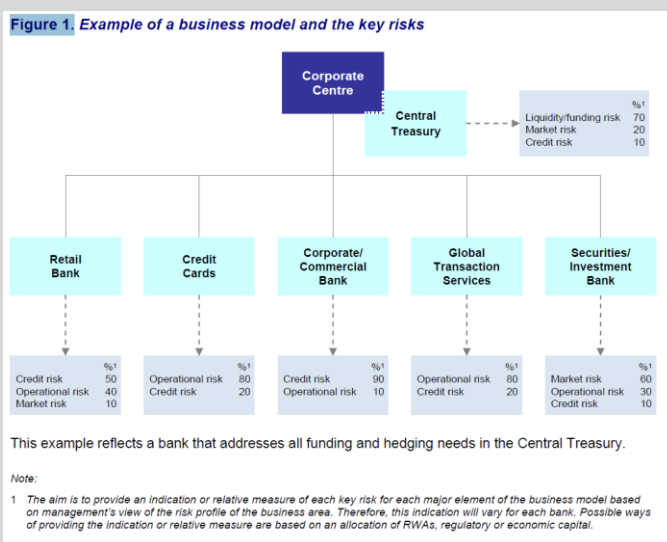 Figure 1. Example of a business model and the key risks
Corporate
Centre
Central
Treasury
%1
Liquidity/funding risk 70
Market risk 20
Credit risk 10
Retail
Bank
Credit
Cards
Corporate/
Commercial
Bank
Global
Transaction
Services
Securities/
Investment
Bank
%1
Credit risk 50
Operational risk 40
Market risk 10
%1
Operational risk 80
Credit risk 20
%1
Credit risk 90
Operational risk 10
%1
Operational risk 80
Credit risk 20
%1
Market risk 60
Operational risk 30
Credit risk 10
This example reflects a bank that addresses all funding and hedging needs in the Central Treasury.
Note:
1 The aim is to provide an indication or relative measure of each key risk for each major element of the business model based
on management's view of the risk profile of the business area. Therefore, this indication will vary for each bank. Possible ways
of providing the indication or relative measure are based on an allocation of RWAs, regulatory or economic capital.